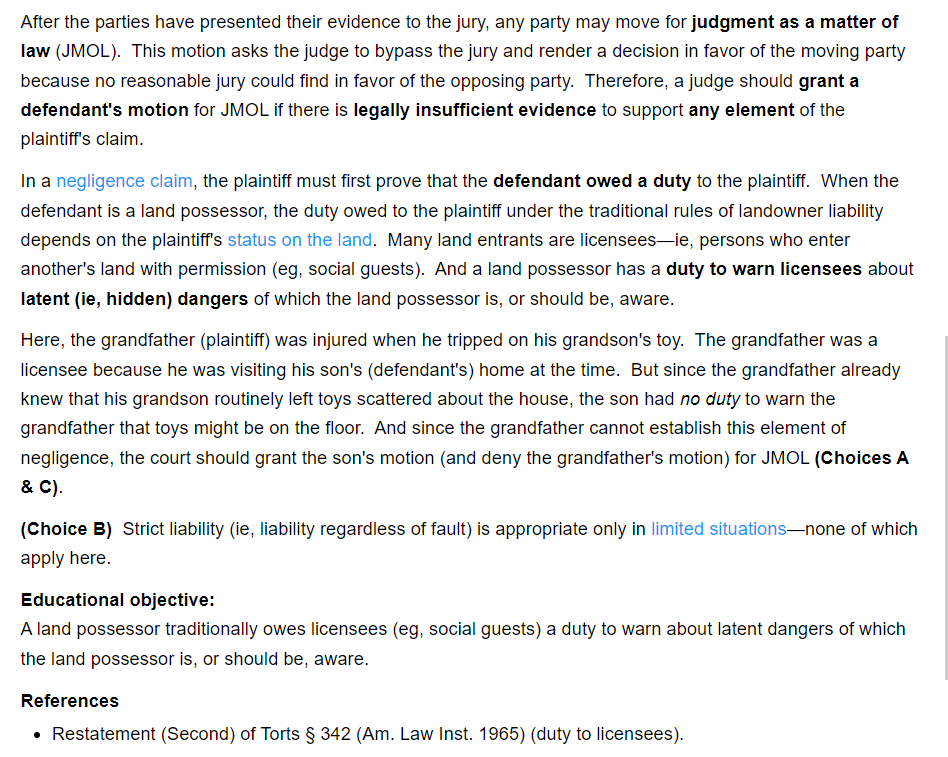 After the parties have presented their evidence to the jury, any party may move for judgment as a matter of
law (JMOL).  This motion asks the judge to bypass the jury and render a decision in favor of the moving party
because no reasonable jury could find in favor of the opposing party.  Therefore, a judge should grant a
defendant's motion for JMOL if there is legally insufficient evidence to support any element of the
plaintiff's claim.
In a negligence claim, the plaintiff must first prove that the defendant owed a duty to the plaintiff.  When the
defendant is a land possessor, the duty owed to the plaintiff under the traditional rules of landowner liability
depends on the plaintiff's status on the land.  Many land entrants are licensees—ie, persons who enter
another's land with permission (eg, social guests).  And a land possessor has a duty to warn licensees about
latent (ie, hidden) dangers of which the land possessor is, or should be, aware.
Here, the grandfather (plaintiff) was injured when he tripped on his grandson's toy.  The grandfather was a
licensee because he was visiting his son's (defendant's) home at the time.  But since the grandfather already
knew that his grandson routinely left toys scattered about the house, the son had no duty to warn the
grandfather that toys might be on the floor.  And since the grandfather cannot establish this element of
negligence, the court should grant the son's motion (and deny the grandfather's motion) for JMOL (Choices A
& C).
(Choice B)  Strict liability (ie, liability regardless of fault) is appropriate only in limited situations—none of which
apply here.
Educational objective:
A land possessor traditionally owes licensees (eg, social guests) a duty to warn about latent dangers of which
the land possessor is, or should be, aware.
References
• Restatement (Second) of Torts § 342 (Am. Law Inst. 1965) (duty to licensees).